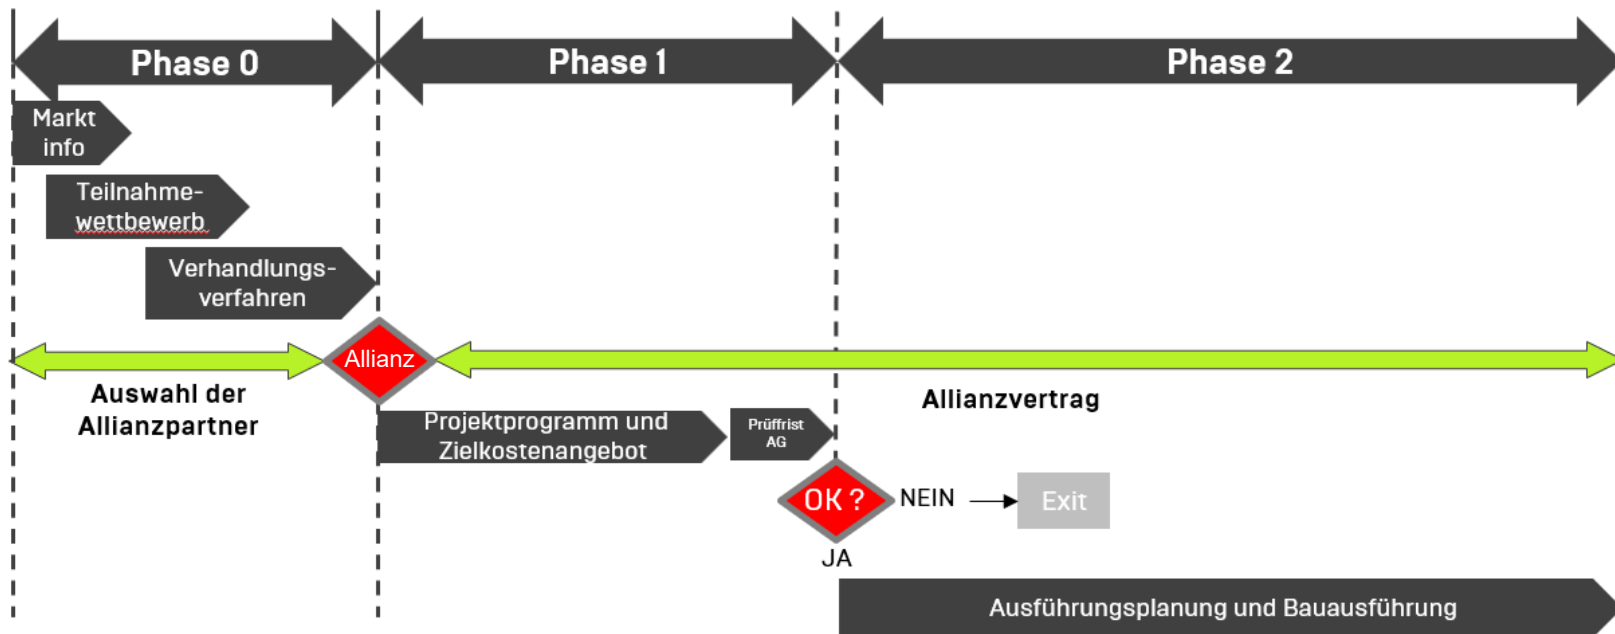 Phase 0
Phase 1
Phase 2
Markt
info
Teilnahme-
wettbewerb
Verhandlungs-
verfahren
Allianz
Auswahl der
Allianzpartner
Allianzvertrag
Projektprogramm und
Zielkostenangebot
Prüffrist
AG
OK ?
NEIN
Exit
JA
Ausführungsplanung und Bauausführung